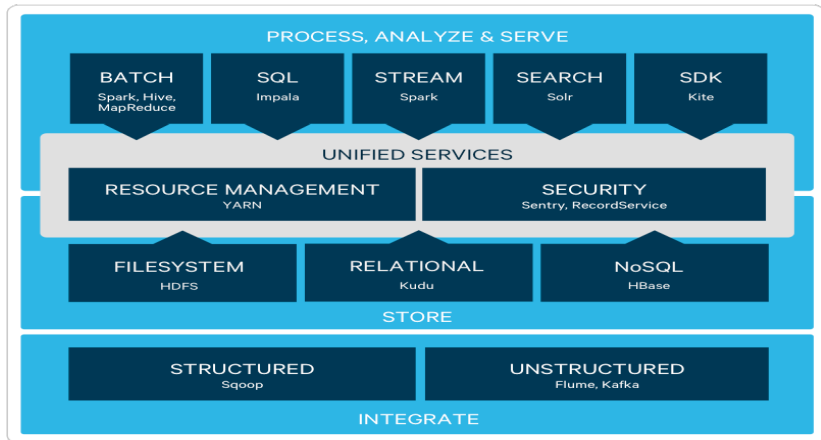 PROCESS, ANALYZE & SERVE
BATCH
Spark, Hive,
MapReduce
SQL
Impala
STREAM
Spark
SEARCH
Solr
SDK
Kite
UNIFIED SERVICES
RESOURCE MANAGEMENT
YARN
SECURITY
Sentry, RecordService
FILESYSTEM
HDFS
RELATIONAL
Kudu
NoSQL
HBase
STORE
STRUCTURED
Sqoop
UNSTRUCTURED
Flume, Kafka
INTEGRATE